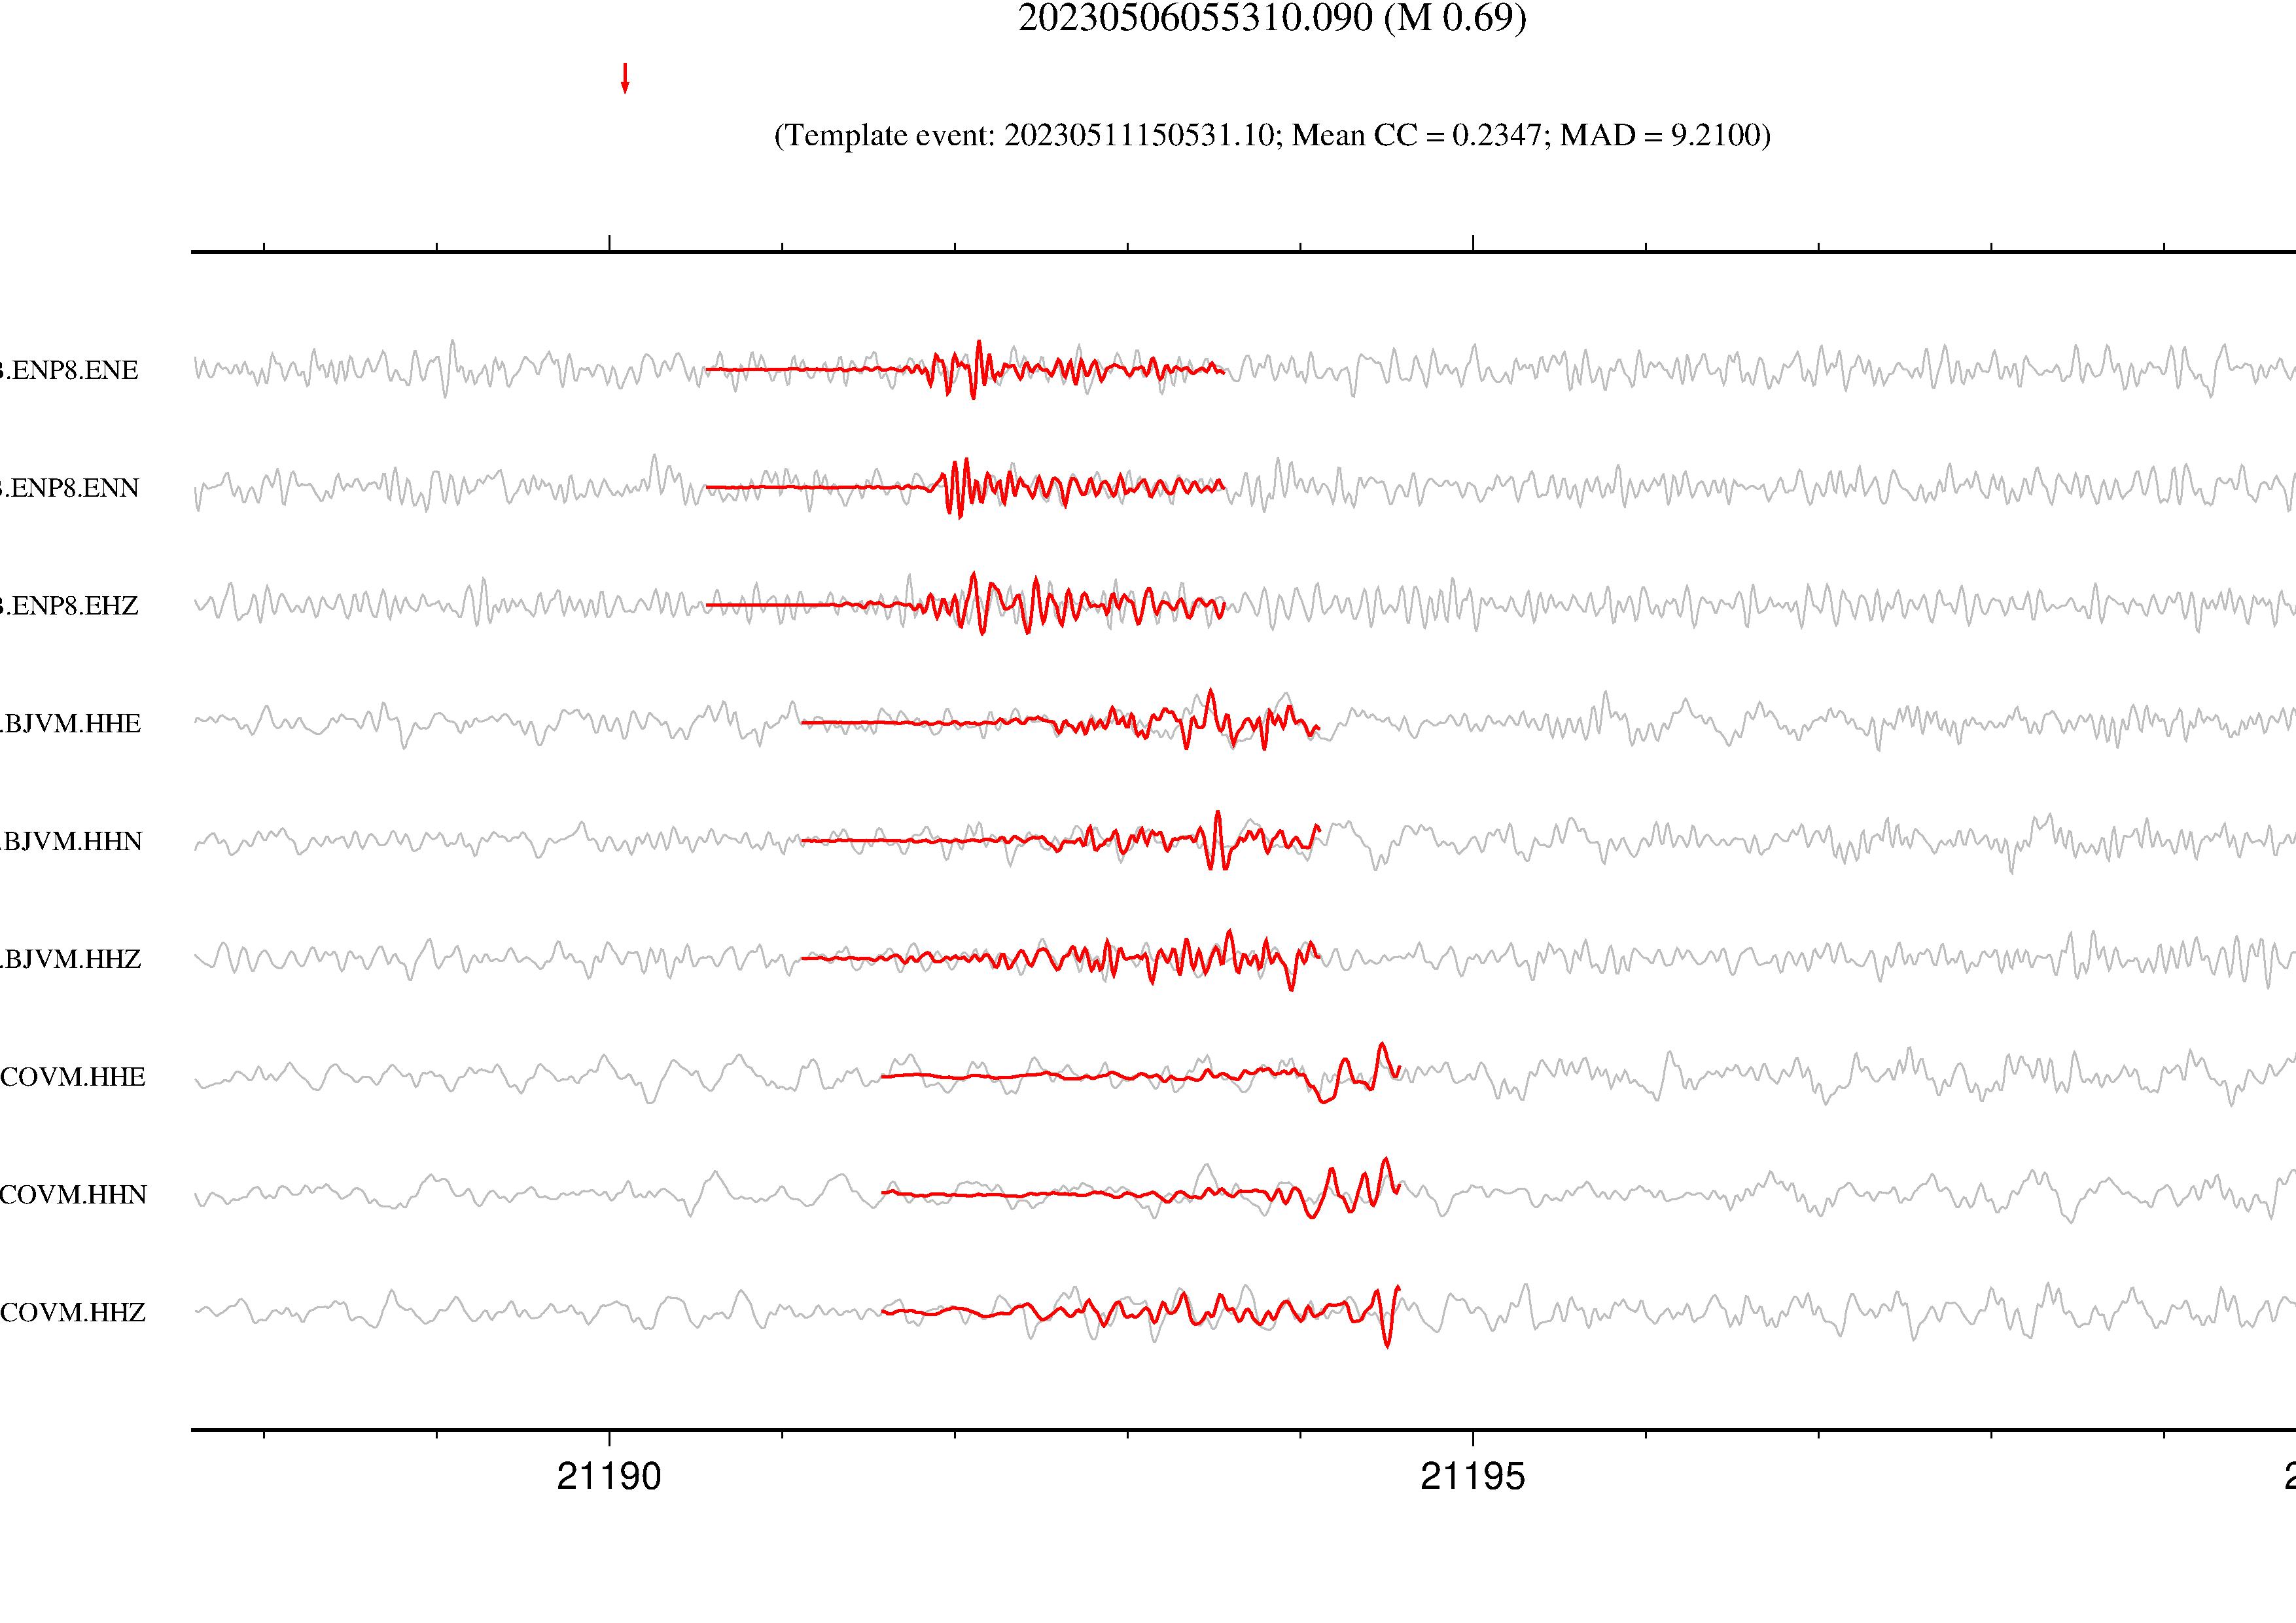 20230506055310.090 (M 0.69)
(Template event: 20230511150531.10; Mean CC = 0.2347; MAD = 9.2100)
.ENP8.ENE
.ENP8.ENN
.ENP8.EHZ
.BJVM.HHE
.BJVM.HHN
.BJVM.HHZ
COVM.HHE
COVM.HHN
COVM.HHZ
21190 21195